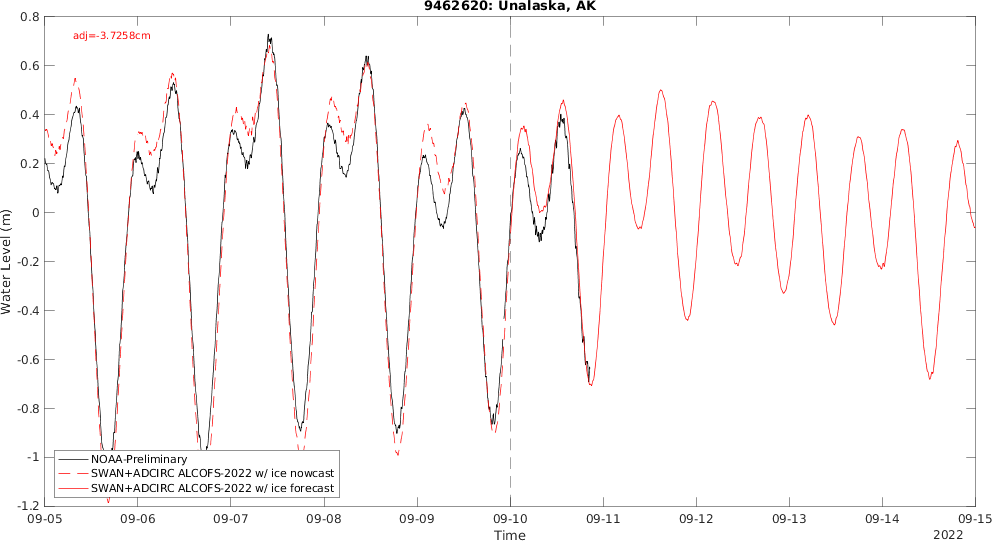 9462620: Unalaska, AK
adj=-3.7258cm
0.8
0.6
0.4
0.2
0
-0.2
-0.4
-0.6
-0.8
-1
-1.2
Water Level (m)
NOAA-Preliminary
SWAN+ADCIRC ALCOFS-2022 w/ ice nowcast
SWAN+ADCIRC ALCOFS-2022 w/ ice forecast
09-05 09-06 09-07 09-08 09-09 09-10 09-11 09-12 09-13 09-14 09-15
Time
2022